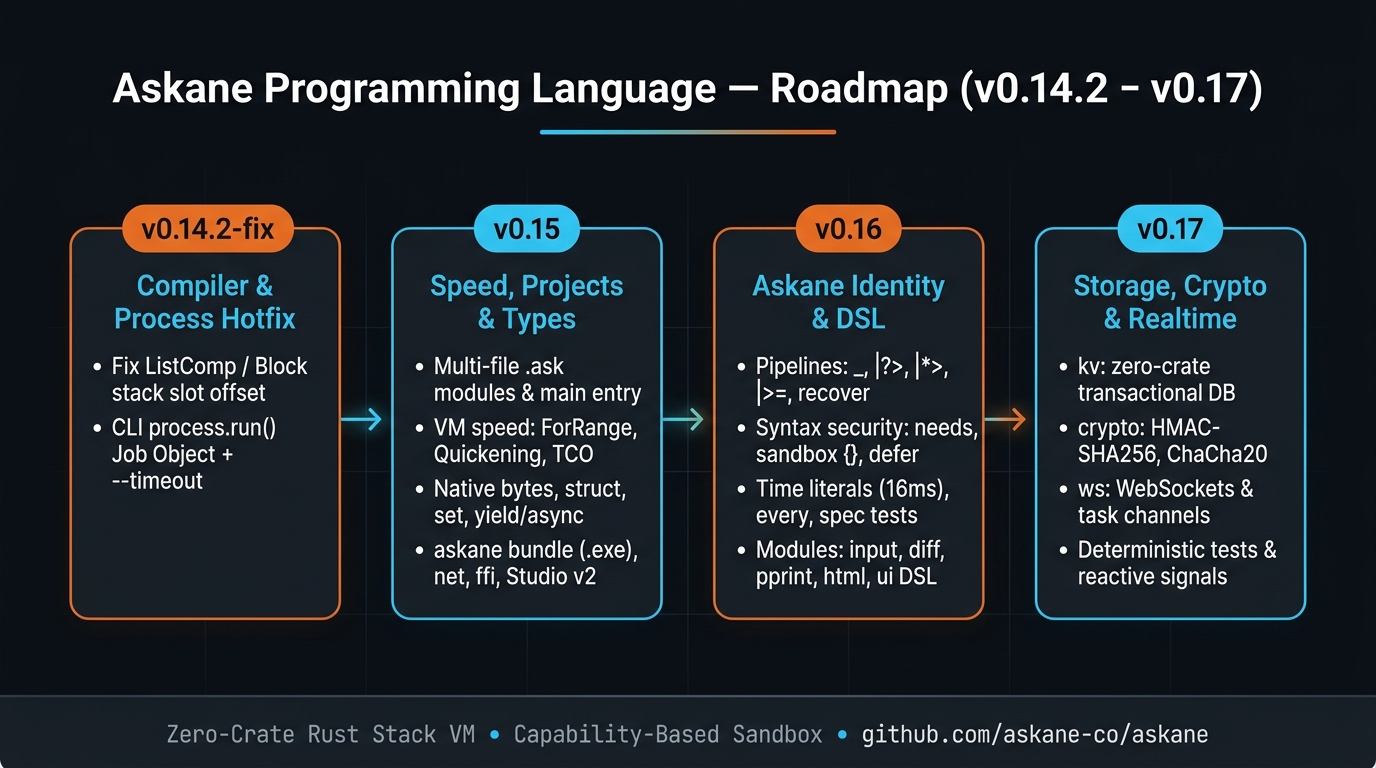 Askane Programming Language — Roadmap (v0.14.2 – v0.17)
v0.14.2-fix
Compiler &
Process Hotfix
• Fix ListComp / Block
stack slot offset
• CLI process.run()
Job Object +
--timeout
v0.15
Speed, Projects
& Types
• Multi-file .ask
modules & main entry
• VM speed: ForRange,
Quickening, TCO
• Native bytes, struct,
set, yield/async
• askane bundle (.exe),
net, ffi, Studio v2
v0.16
Askane Identity
& DSL
• Pipelines: _, |?>, |*>,
|>=, recover
• Syntax security: needs,
sandbox {}, defer
• Time literals (16ms),
every, spec tests
• Modules: input, diff,
pprint, html, ui DSL
v0.17
Storage, Crypto
& Realtime
• kv: zero-crate
transactional DB
• crypto: HMAC-
SHA256, ChaCha20
• ws: WebSockets &
task channels
• Deterministic tests &
reactive signals
Zero-Crate Rust Stack VM • Capability-Based Sandbox • github.com/askane-co/askane